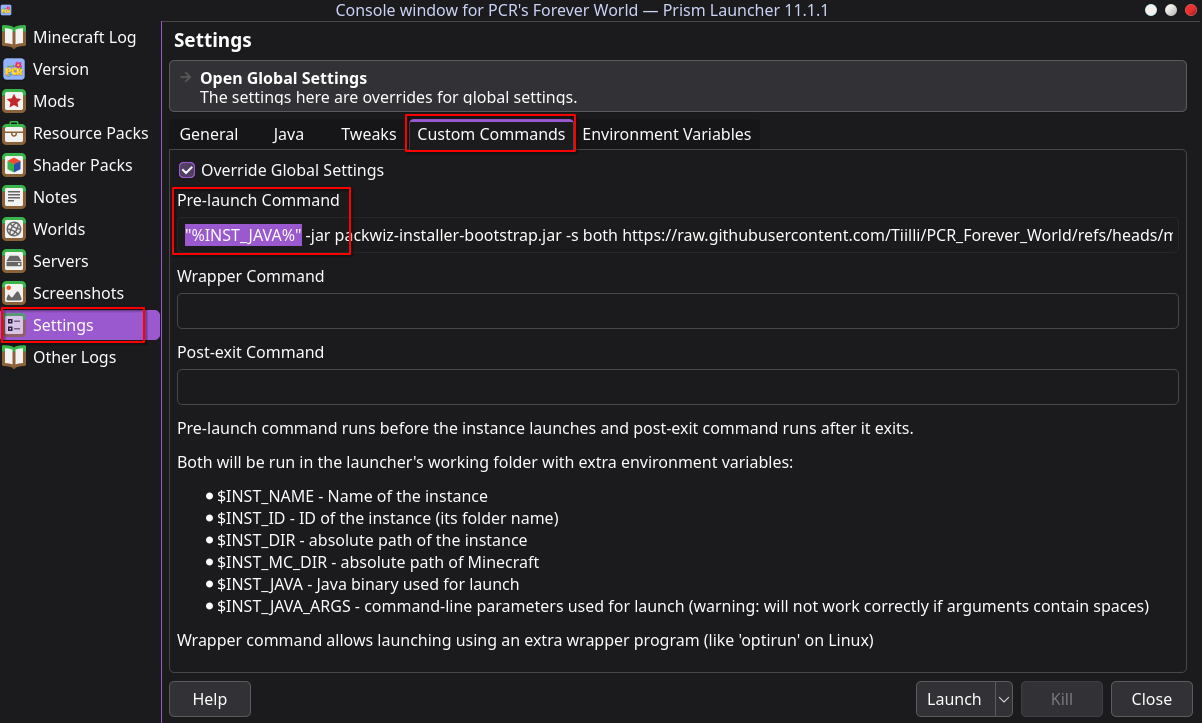 Console window for PCR's Forever World — Prism Launcher 11.1.1
Minecraft Log
Version
Mods
Resource Packs
Shader Packs
Notes
Worlds
Servers
Screenshots
Settings
Other Logs
Settings
Open Global Settings
The settings here are overrides for global settings.
General Java Tweaks Custom Commands Environment Variables
Override Global Settings
Pre-launch Command
"%INST_JAVA%" -jar packwiz-installer-bootstrap.jar -s both https://raw.githubusercontent.com/Tiilli/PCR_Forever_World/refs/heads/m
Wrapper Command
Post-exit Command
Pre-launch command runs before the instance launches and post-exit command runs after it exits.
Both will be run in the launcher's working folder with extra environment variables:
• $INST_NAME - Name of the instance
• $INST_ID - ID of the instance (its folder name)
• $INST_DIR - absolute path of the instance
• $INST_MC_DIR - absolute path of Minecraft
• $INST_JAVA - Java binary used for launch
• $INST_JAVA_ARGS - command-line parameters used for launch (warning: will not work correctly if arguments contain spaces)
Wrapper command allows launching using an extra wrapper program (like 'optirun' on Linux)
Help Launch Kill Close